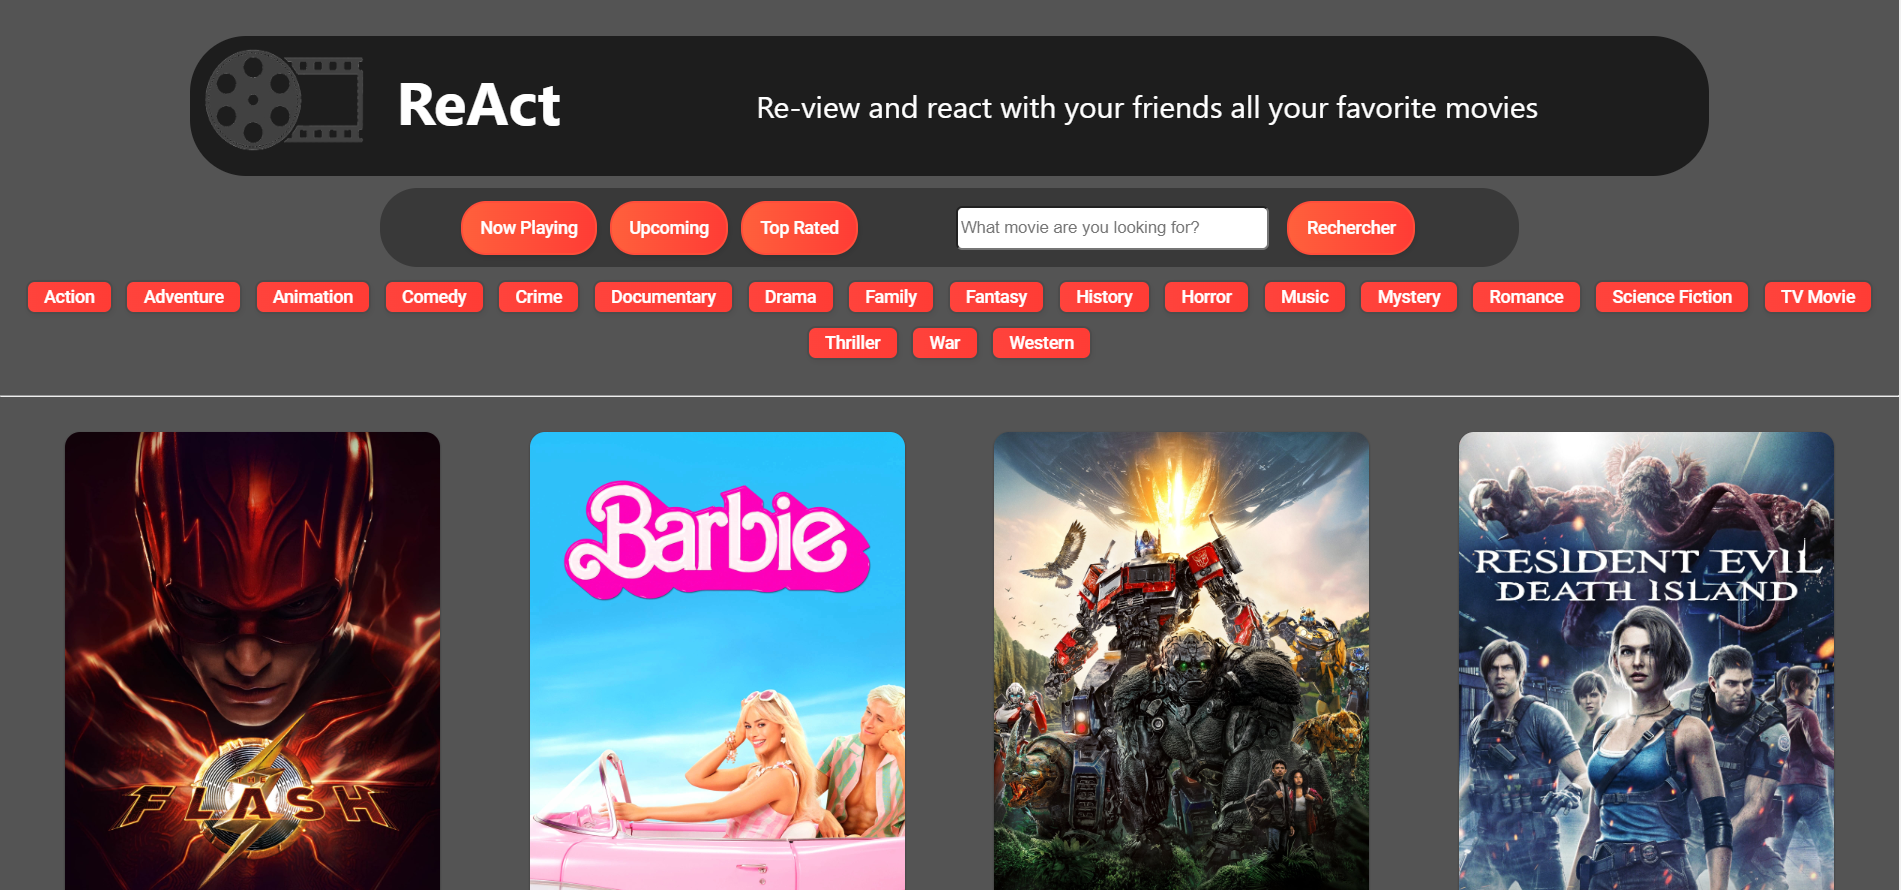 ReAct
Re-view and react with your friends all your favorite movies
Now Playing Upcoming Top Rated What movie are you looking for? Rechercher
Action Adventure Animation Comedy Crime Documentary Drama Family Fantasy History Horror Music Mystery Romance Science Fiction TV Movie
Thriller War Western
THE
FLASH
Barbie
RESIDENT EVIL
DEATH ISLAND